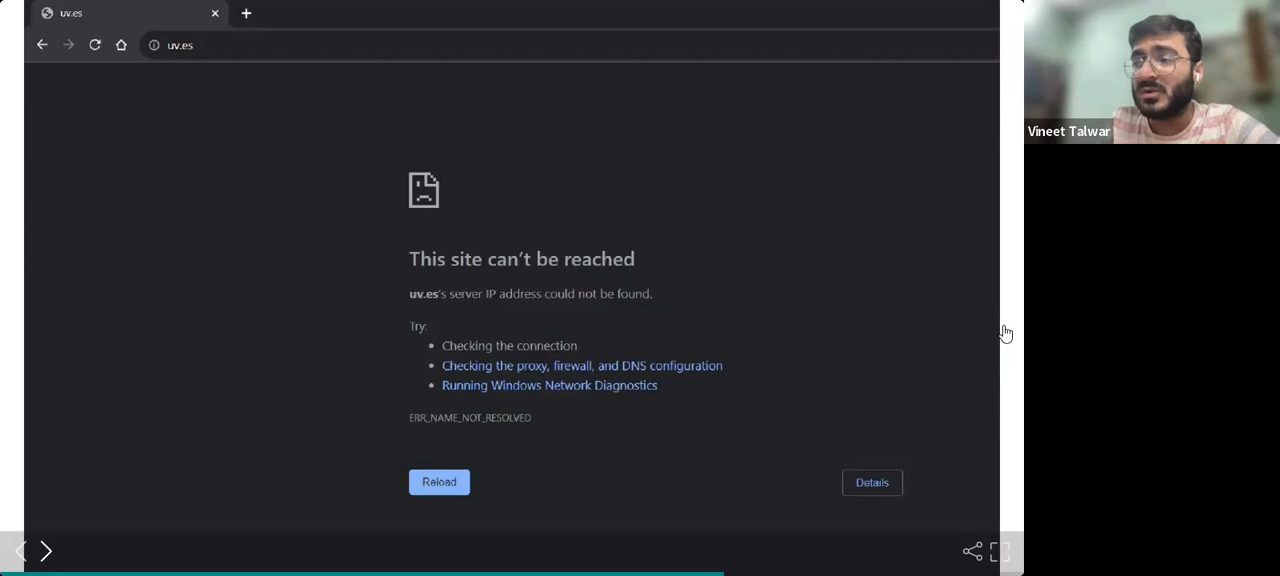 uv.es
uv.es
This site can't be reached
uv.es's server IP address could not be found.
Try:
Checking the connection
Checking the proxy, firewall, and DNS configuration
Running Windows Network Diagnostics
ERR_NAME_NOT_RESOLVED
Reload
Details
Vineet Talwar